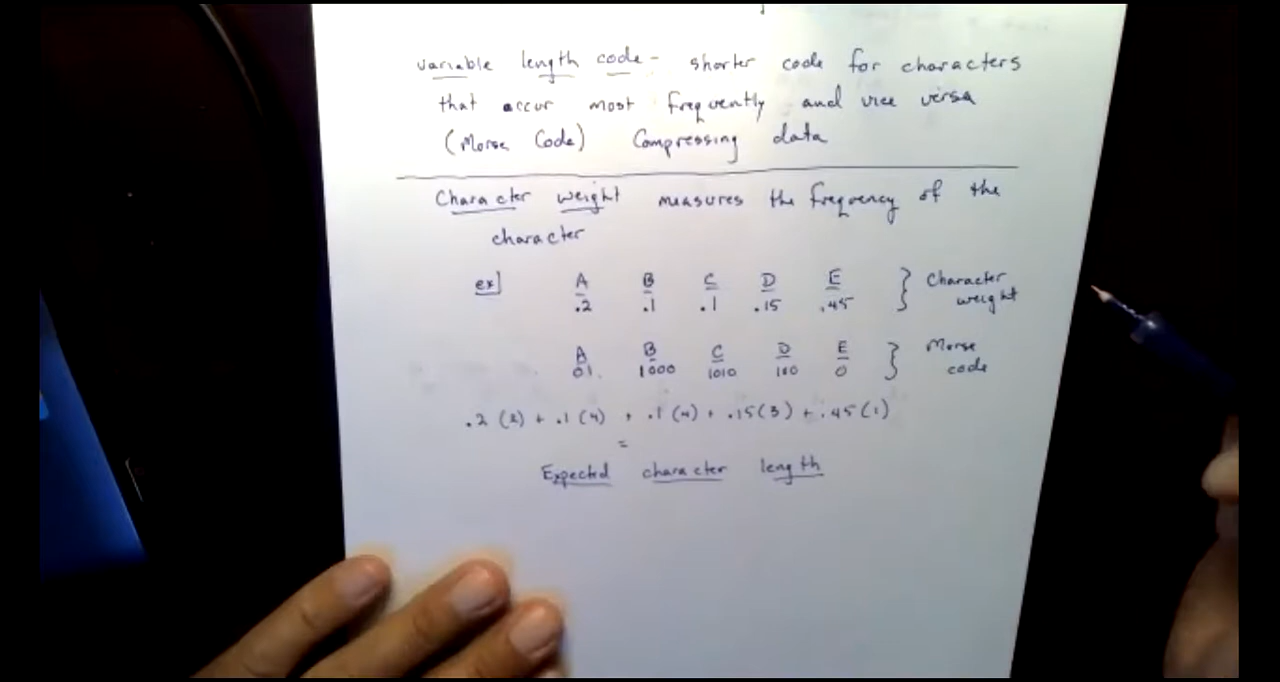 variable length code - shorter code for characters
that occur most frequently and vice versa
(Morse Code) Compressing data
Character weight measures the frequency of the
character
ex] A B C D E } Character
.2 .1 .1 .15 .45 weight
A B C D E } Morse
01. 1000 1010 100 0 code
.2 (2) + .1 (4) + .1 (4) + .15 (3) + .45 (1)
=
Expected character length